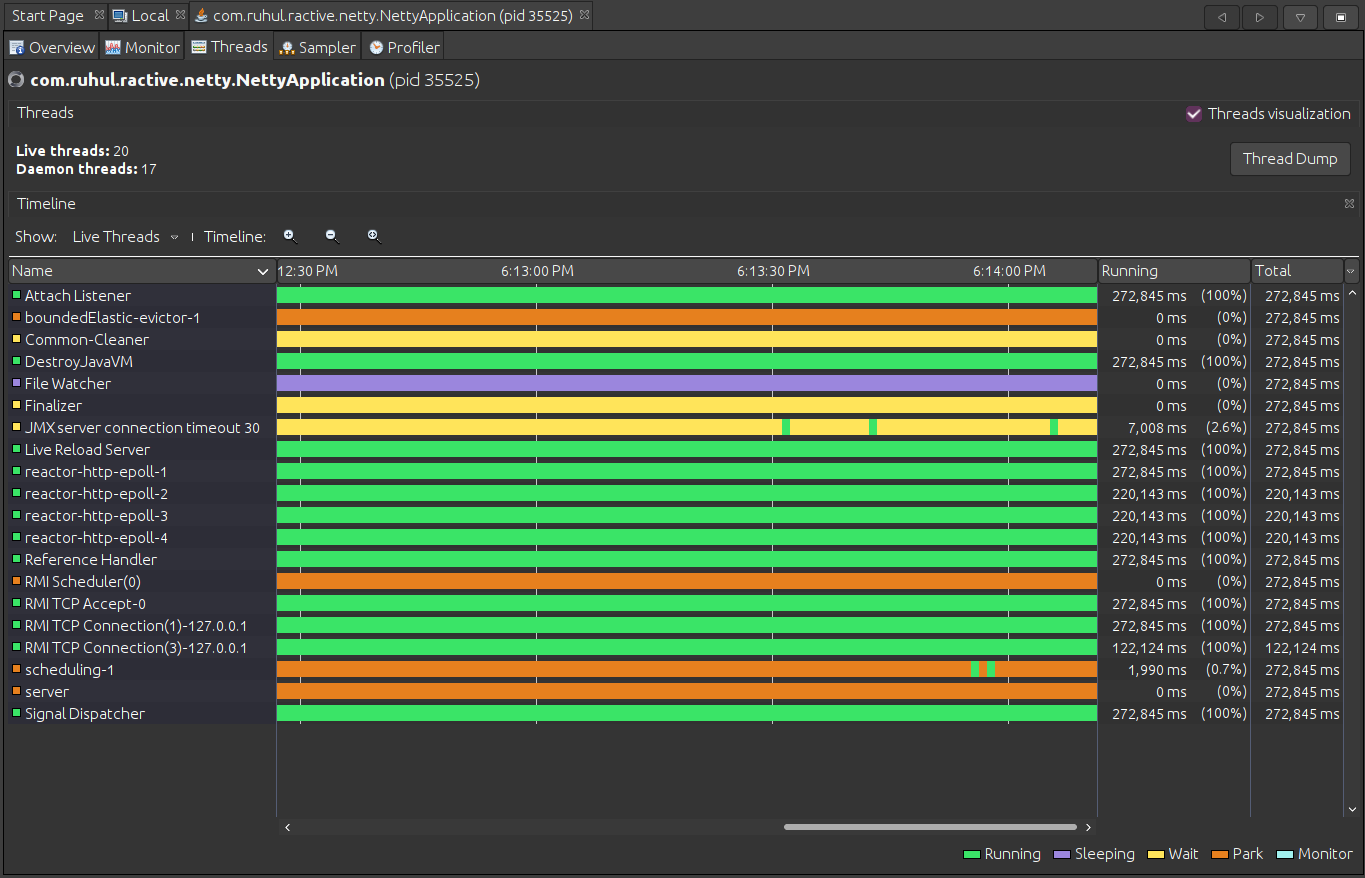 Start Page Local com.ruhul.ractive.netty.NettyApplication (pid 35525)
Overview Monitor Threads Sampler Profiler
com.ruhul.ractive.netty.NettyApplication (pid 35525)
Threads Threads visualization
Live threads: 20
Daemon threads: 17
Thread Dump
Timeline
Show: Live Threads Timeline:
Name 12:30 PM 6:13:00 PM 6:13:30 PM 6:14:00 PM Running Total
Attach Listener 272,845 ms (100%) 272,845 ms
boundedElastic-evictor-1 0 ms (0%) 272,845 ms
Common-Cleaner 0 ms (0%) 272,845 ms
DestroyJavaVM 272,845 ms (100%) 272,845 ms
File Watcher 0 ms (0%) 272,845 ms
Finalizer 0 ms (0%) 272,845 ms
JMX server connection timeout 30 7,008 ms (2.6%) 272,845 ms
Live Reload Server 272,845 ms (100%) 272,845 ms
reactor-http-epoll-1 272,845 ms (100%) 272,845 ms
reactor-http-epoll-2 220,143 ms (100%) 220,143 ms
reactor-http-epoll-3 220,143 ms (100%) 220,143 ms
reactor-http-epoll-4 220,143 ms (100%) 220,143 ms
Reference Handler 272,845 ms (100%) 272,845 ms
RMI Scheduler(0) 0 ms (0%) 272,845 ms
RMI TCP Accept-0 272,845 ms (100%) 272,845 ms
RMI TCP Connection(1)-127.0.0.1 272,845 ms (100%) 272,845 ms
RMI TCP Connection(3)-127.0.0.1 122,124 ms (100%) 122,124 ms
scheduling-1 1,990 ms (0.7%) 272,845 ms
server 0 ms (0%) 272,845 ms
Signal Dispatcher 272,845 ms (100%) 272,845 ms
Running Sleeping Wait Park Monitor